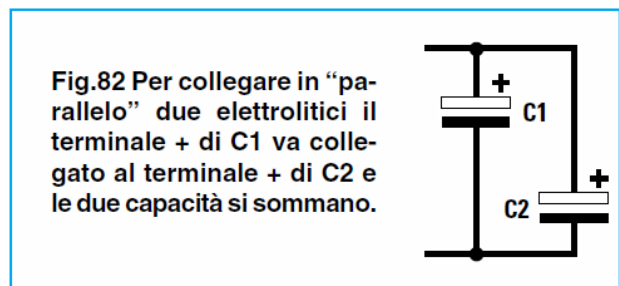 Fig.82 Per collegare in “pa-
rallelo” due elettrolitici il
terminale + di C1 va colle-
gato al terminale + di C2 e
le due capacità si sommano.
+
C1
+
C2